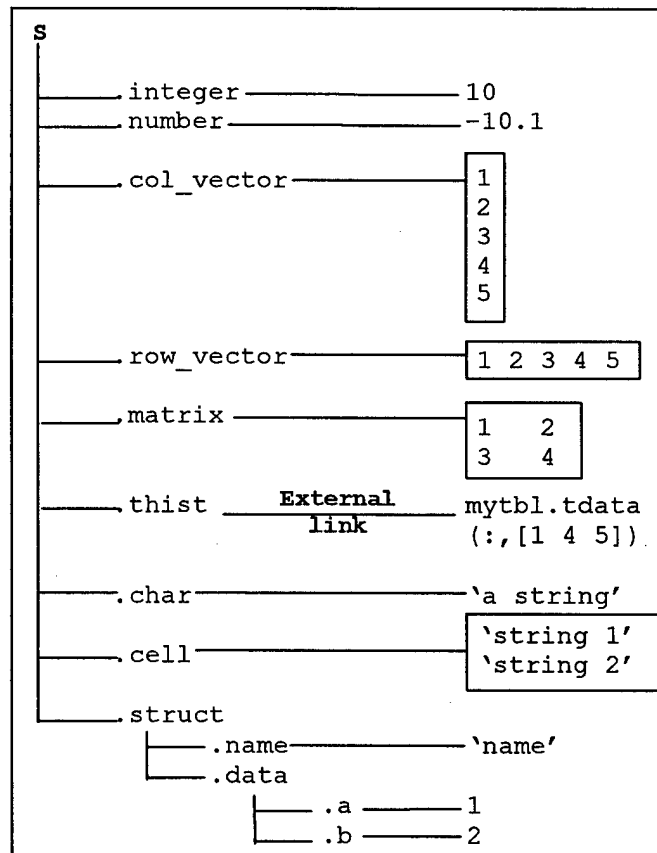 S
.integer 10
.number -10.1
.col_vector 1
2
3
4
5
.row_vector 1 2 3 4 5
.matrix 1 2
3 4
.thist External link mytbl.tdata
(:,[1 4 5])
.char ‘a string’
.cell ‘string 1’
‘string 2’
.struct
.name ‘name’
.data
.a 1
.b 2